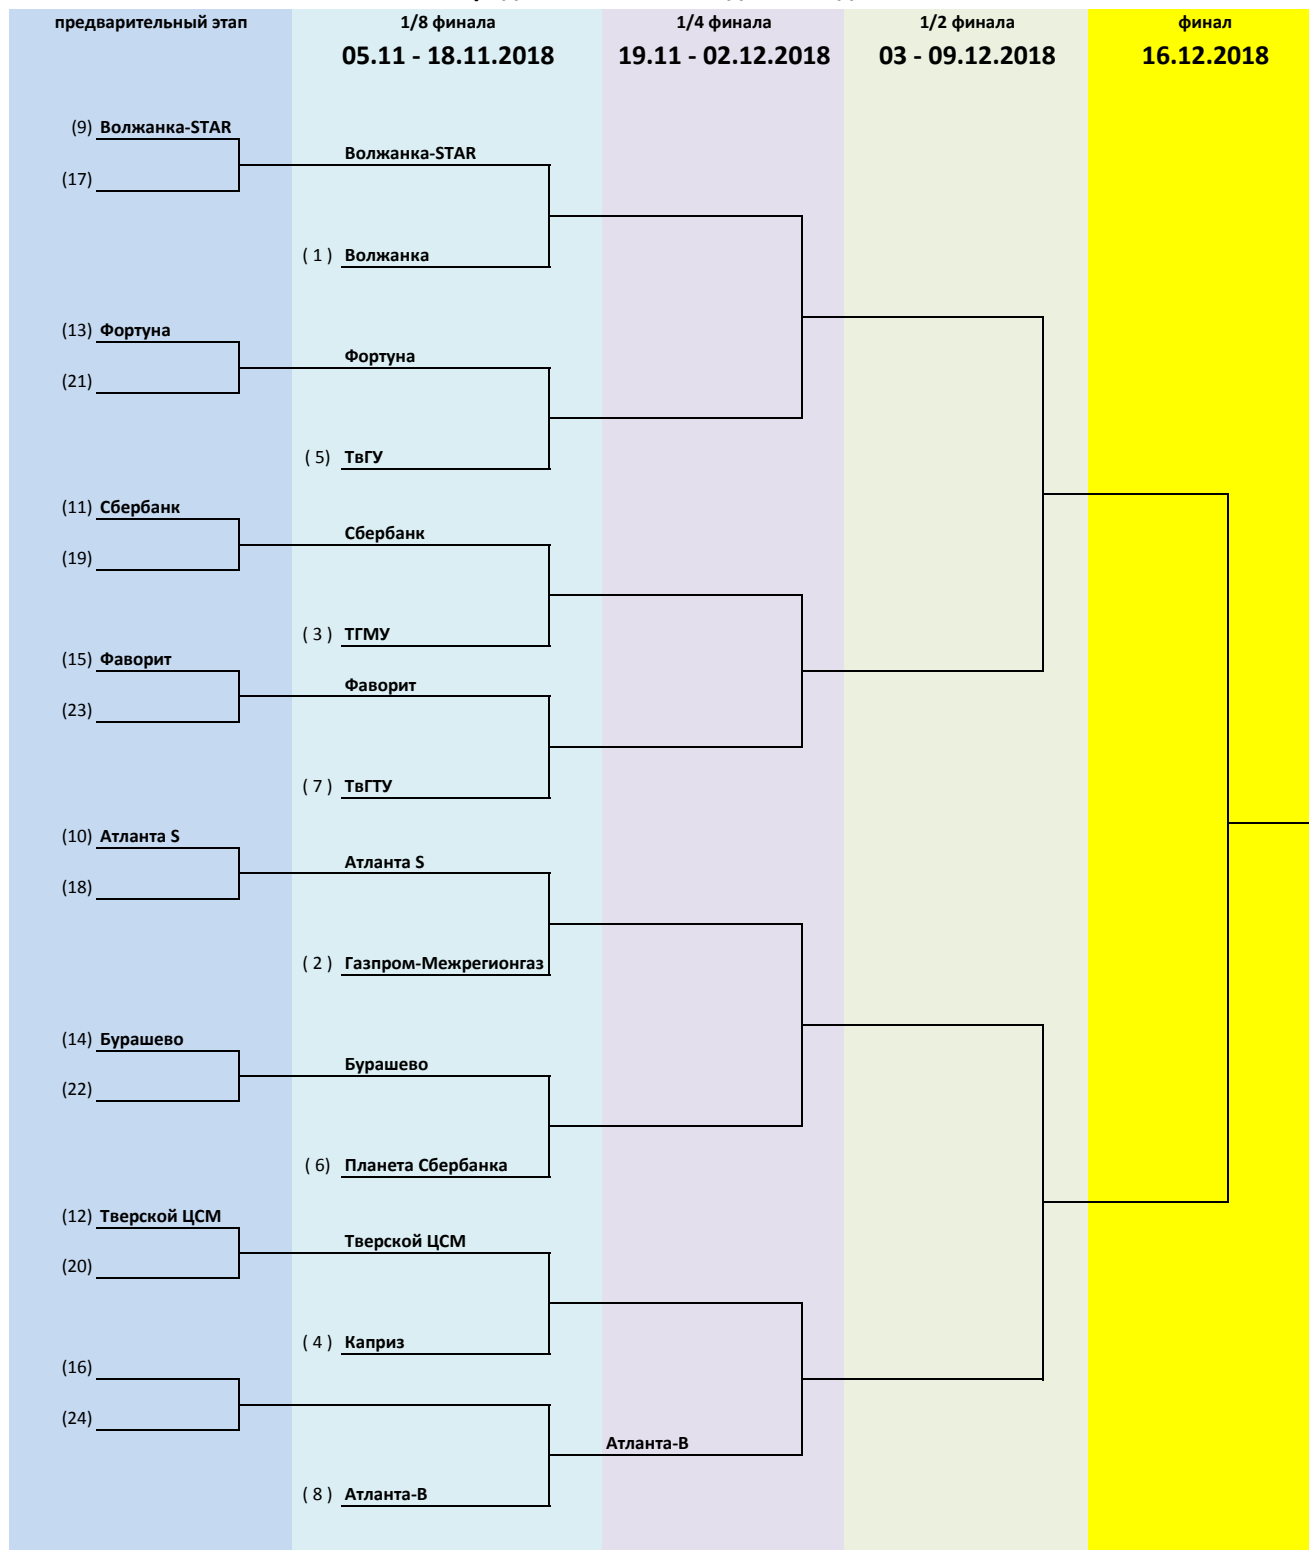 предварительный этап 1/8 финала 1/4 финала 1/2 финала финал
05.11 - 18.11.2018 19.11 - 02.12.2018 03 - 09.12.2018 16.12.2018
(9) Волжанка-STAR
Волжанка-STAR
(17)
( 1 ) Волжанка
(13) Фортуна
Фортуна
(21)
( 5) ТвГУ
(11) Сбербанк
Сбербанк
(19)
( 3 ) ТГМУ
(15) Фаворит
Фаворит
(23)
( 7 ) ТвГТУ
(10) Атланта S
Атланта S
(18)
( 2 ) Газпром-Межрегионгаз
(14) Бурашево
Бурашево
(22)
( 6) Планета Сбербанка
(12) Тверской ЦСМ
Тверской ЦСМ
(20)
( 4 ) Каприз
(16)
(24)
Атланта-В
( 8 ) Атланта-В